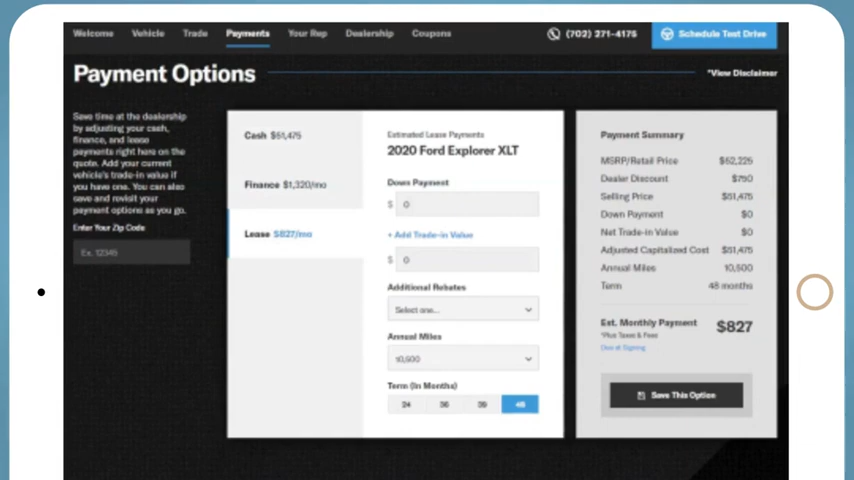 Welcome Vehicle Trade Payments Your Rep Dealership Coupons (702) 271-4175 Schedule Test Drive
Payment Options
*View Disclaimer
Save time at the dealership
by adjusting your cash,
finance, and lease
payments right here on the
quote. Add your current
vehicle's trade-in value if
you have one. You can also
save and revisit your
payment options as you go.
Enter Your Zip Code
Ex. 12345
Cash $51,475
Finance $1,320/mo
Lease $827/mo
Estimated Lease Payments
2020 Ford Explorer XLT
Down Payment
$ 0
+ Add Trade-in Value
$ 0
Additional Rebates
Select one...
Annual Miles
10,500
Term (In Months)
24 36 39 48
Payment Summary
MSRP/Retail Price $52,225
Dealer Discount $750
Selling Price $51,475
Down Payment $0
Net Trade-in Value $0
Adjusted Capitalized Cost $51,475
Annual Miles 10,500
Term 48 months
Est. Monthly Payment $827
*Plus Taxes & Fees
Due at Signing
Save This Option